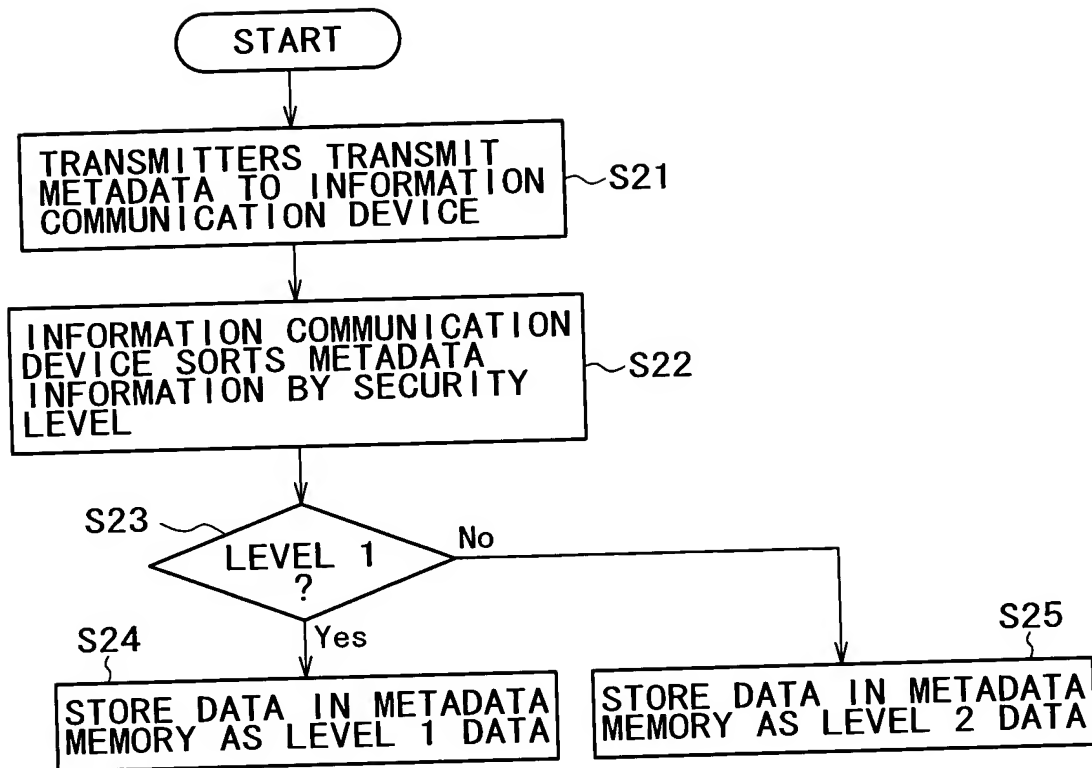 START
TRANSMITTERS TRANSMIT
METADATA TO INFORMATION
COMMUNICATION DEVICE
S21
INFORMATION COMMUNICATION
DEVICE SORTS METADATA
INFORMATION BY SECURITY
LEVEL
S22
S23
LEVEL 1
?
No
Yes
S24
STORE DATA IN METADATA
MEMORY AS LEVEL 1 DATA
S25
STORE DATA IN METADATA
MEMORY AS LEVEL 2 DATA